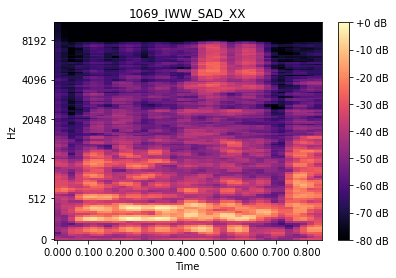 1069_IWW_SAD_XX
+0 dB
8192
-10 dB
4096
-20 dB
-30 dB
2048
Hz
-40 dB
1024
-50 dB
-60 dB
512
-70 dB
0
-80 dB
0.000 0.100 0.200 0.300 0.400 0.500 0.600 0.700 0.800
Time